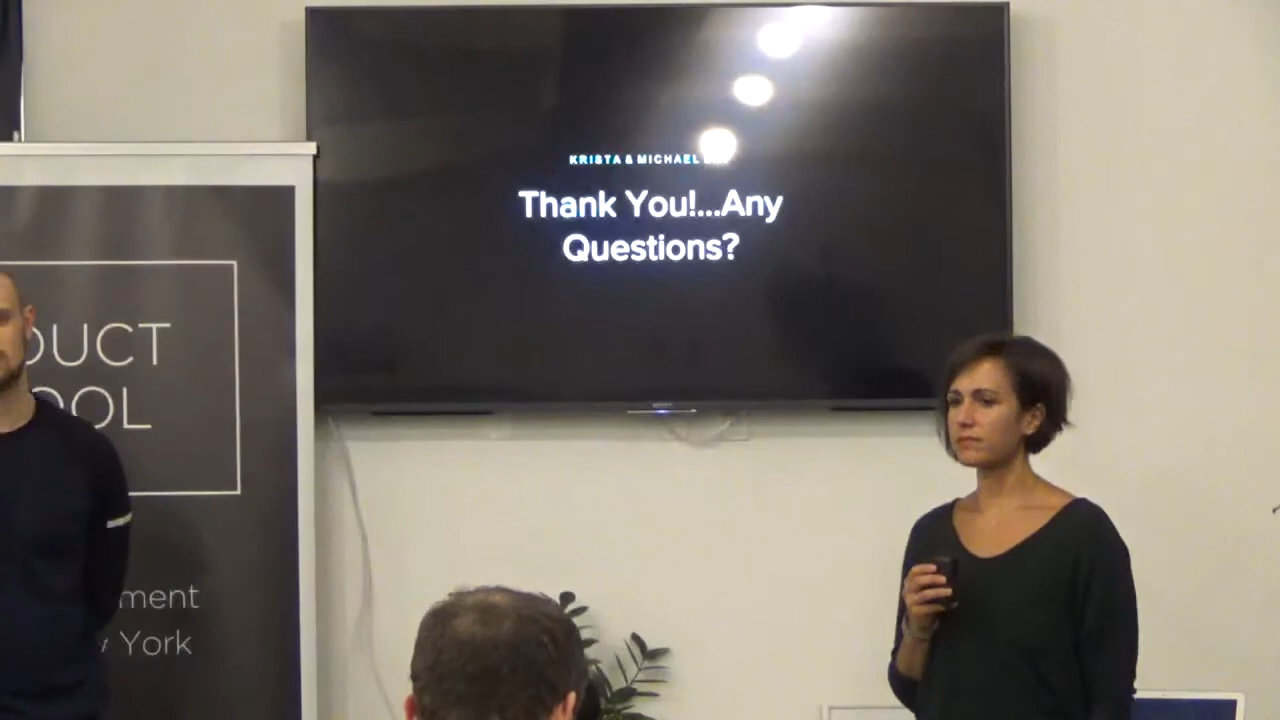 KRISTA & MICHAEL
Thank You!...Any
Questions?
DUCT
OOL
ment
York